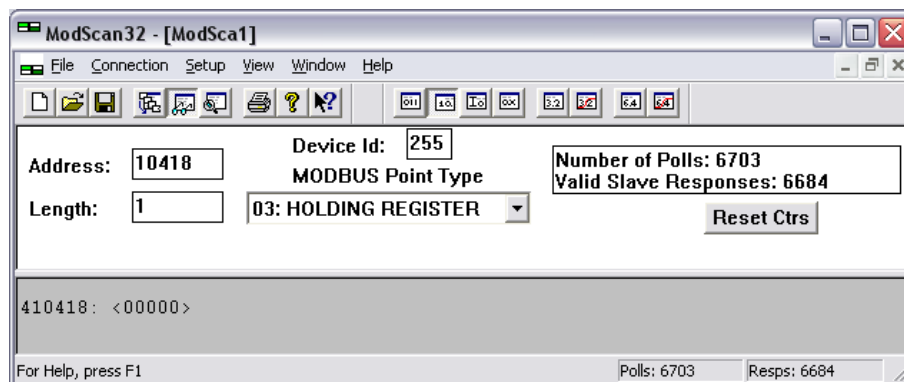 ModScan32 - [ModSca1]
File Connection Setup View Window Help
Device Id: 255
Address: 10418
MODBUS Point Type
Length: 1
03: HOLDING REGISTER
Number of Polls: 6703
Valid Slave Responses: 6684
Reset Ctrs
410418: <00000>
For Help, press F1
Polls: 6703
Resps: 6684